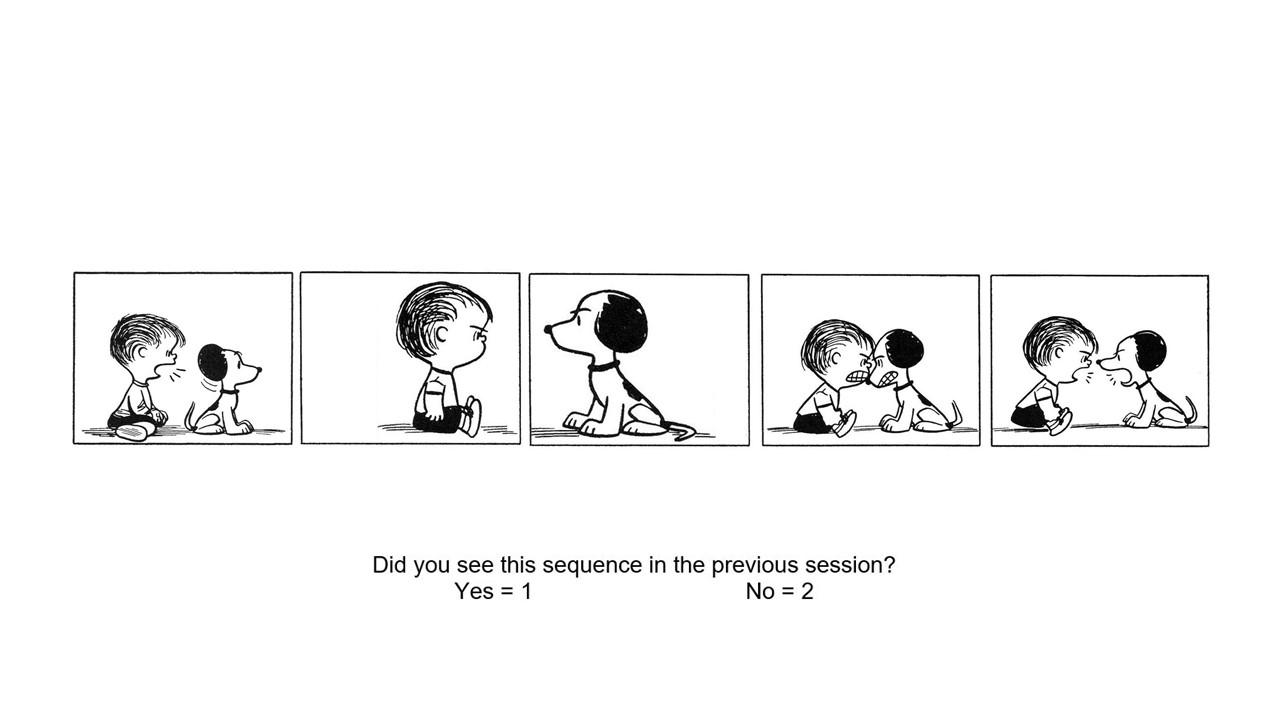 Did you see this sequence in the previous session?
Yes = 1 No = 2